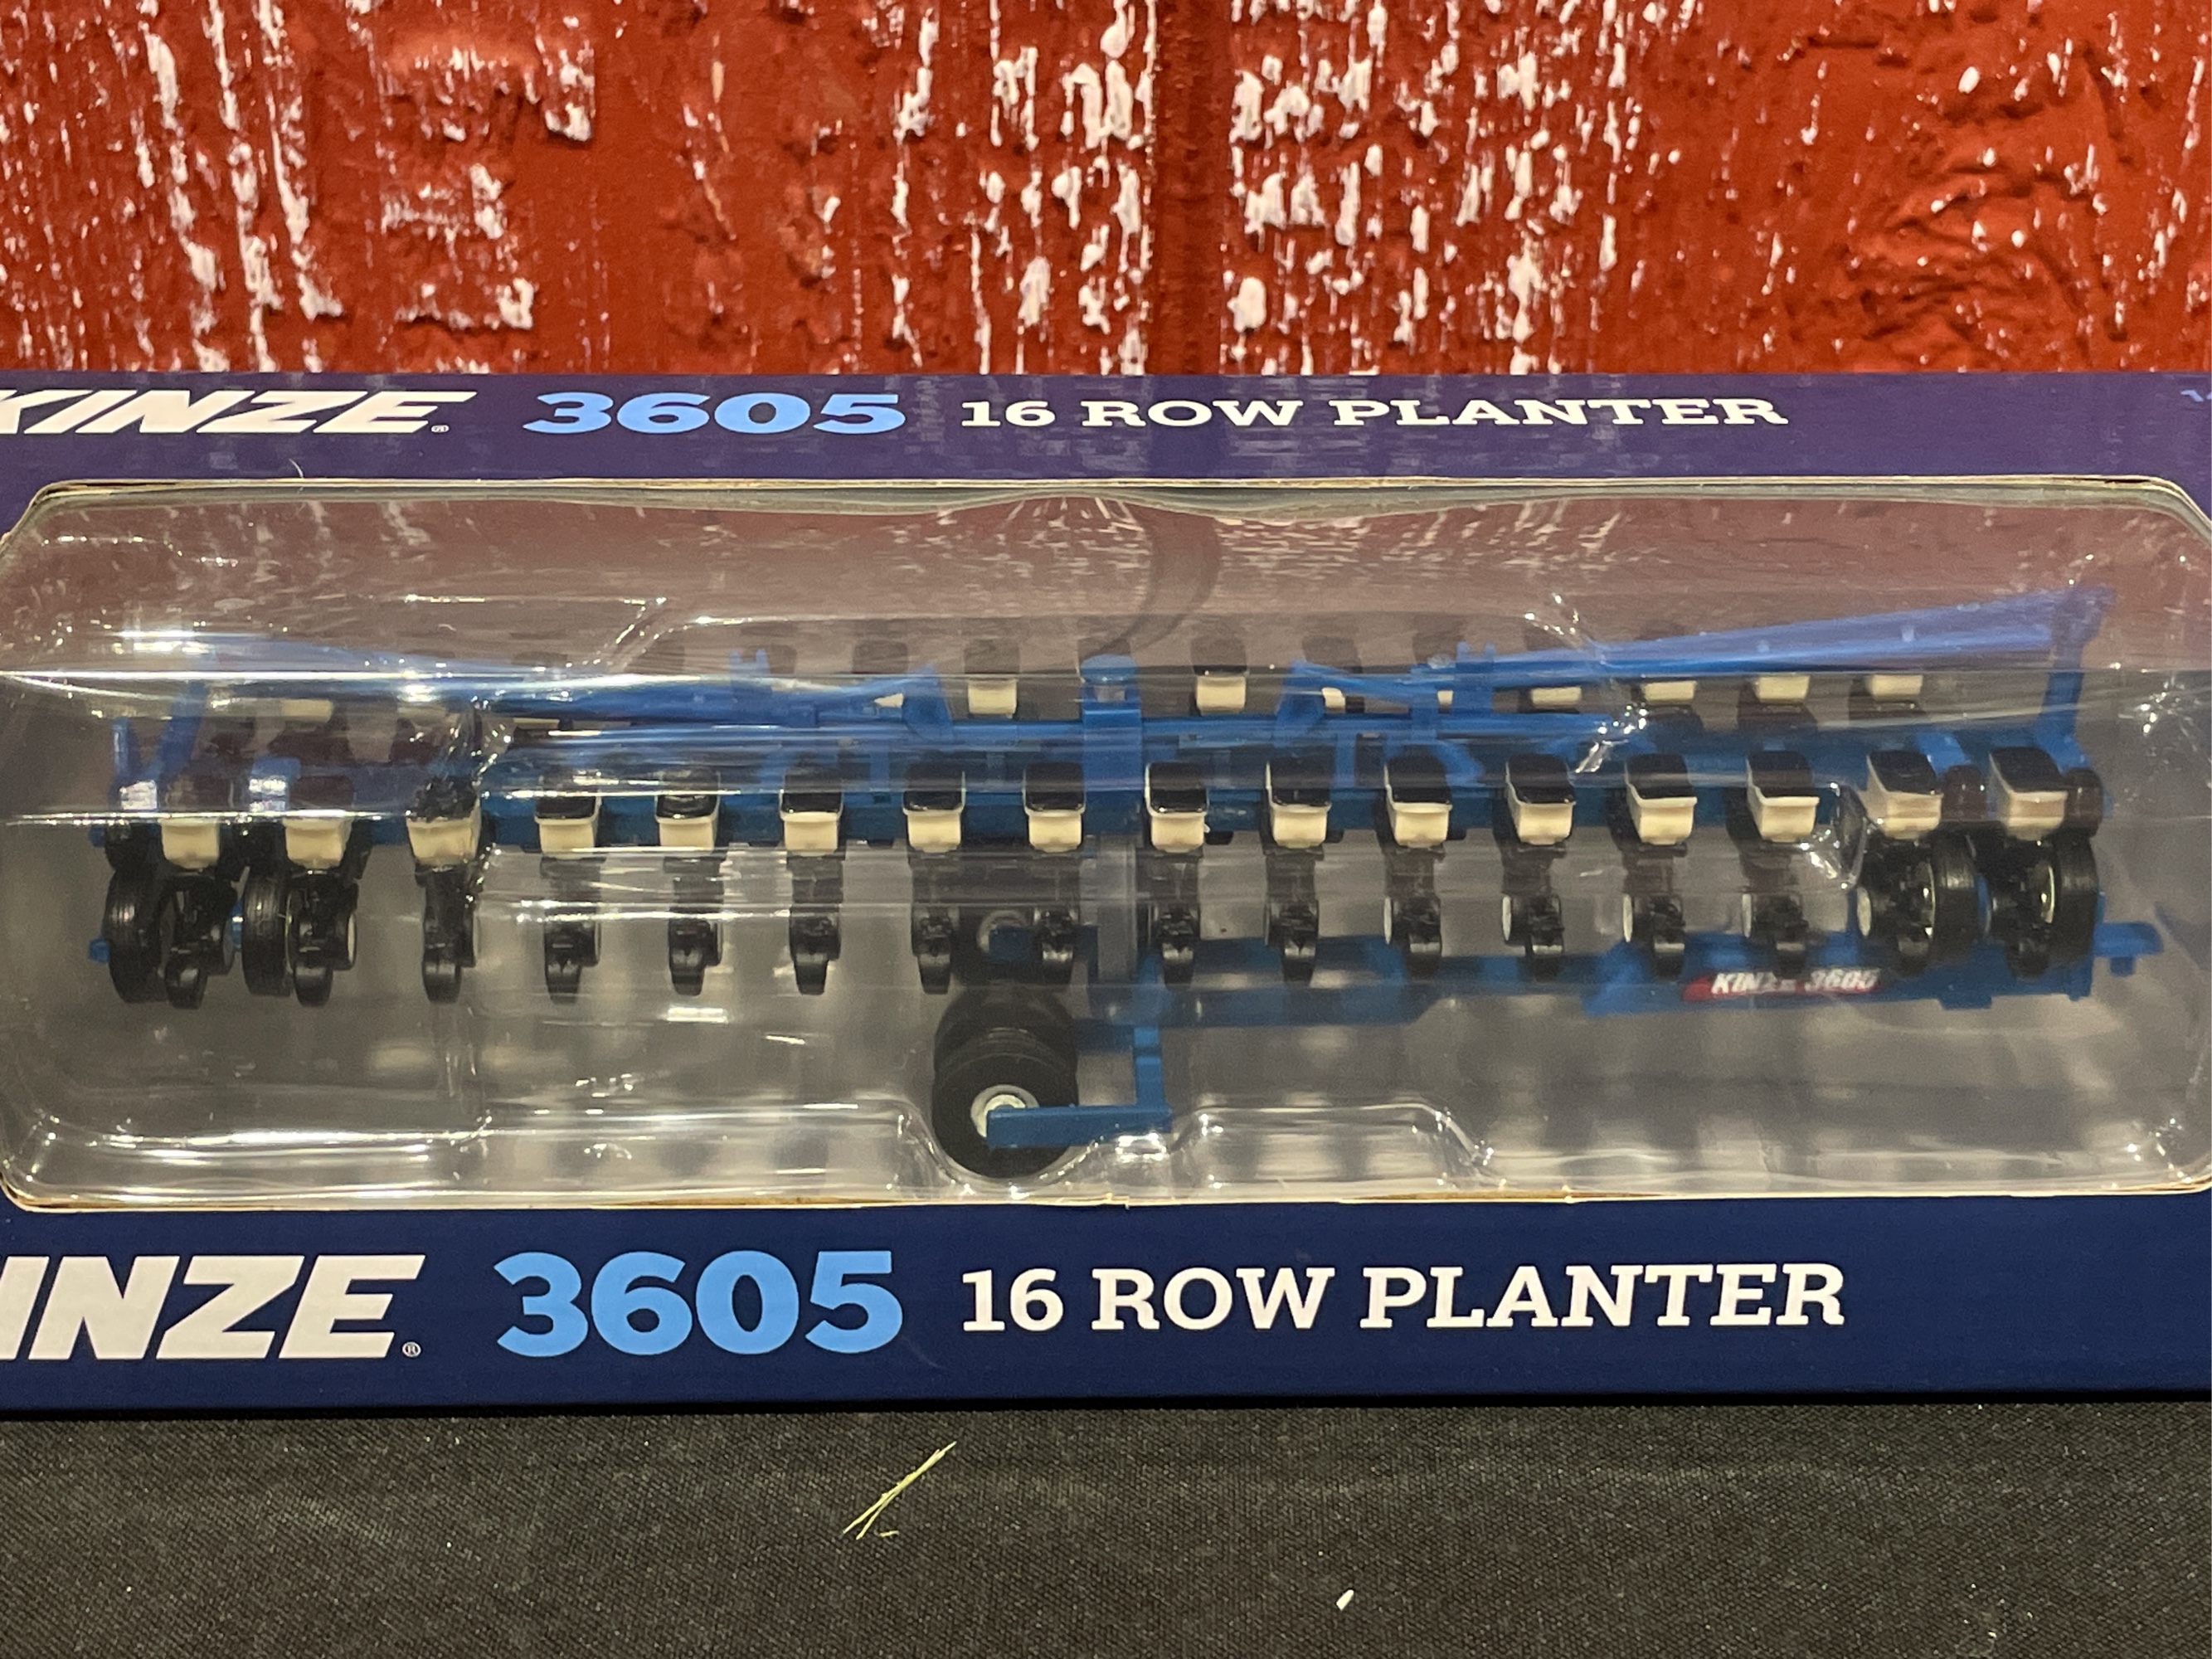 KINZE® 3605 16 ROW PLANTER
KINZE 3605
INZE® 3605 16 ROW PLANTER